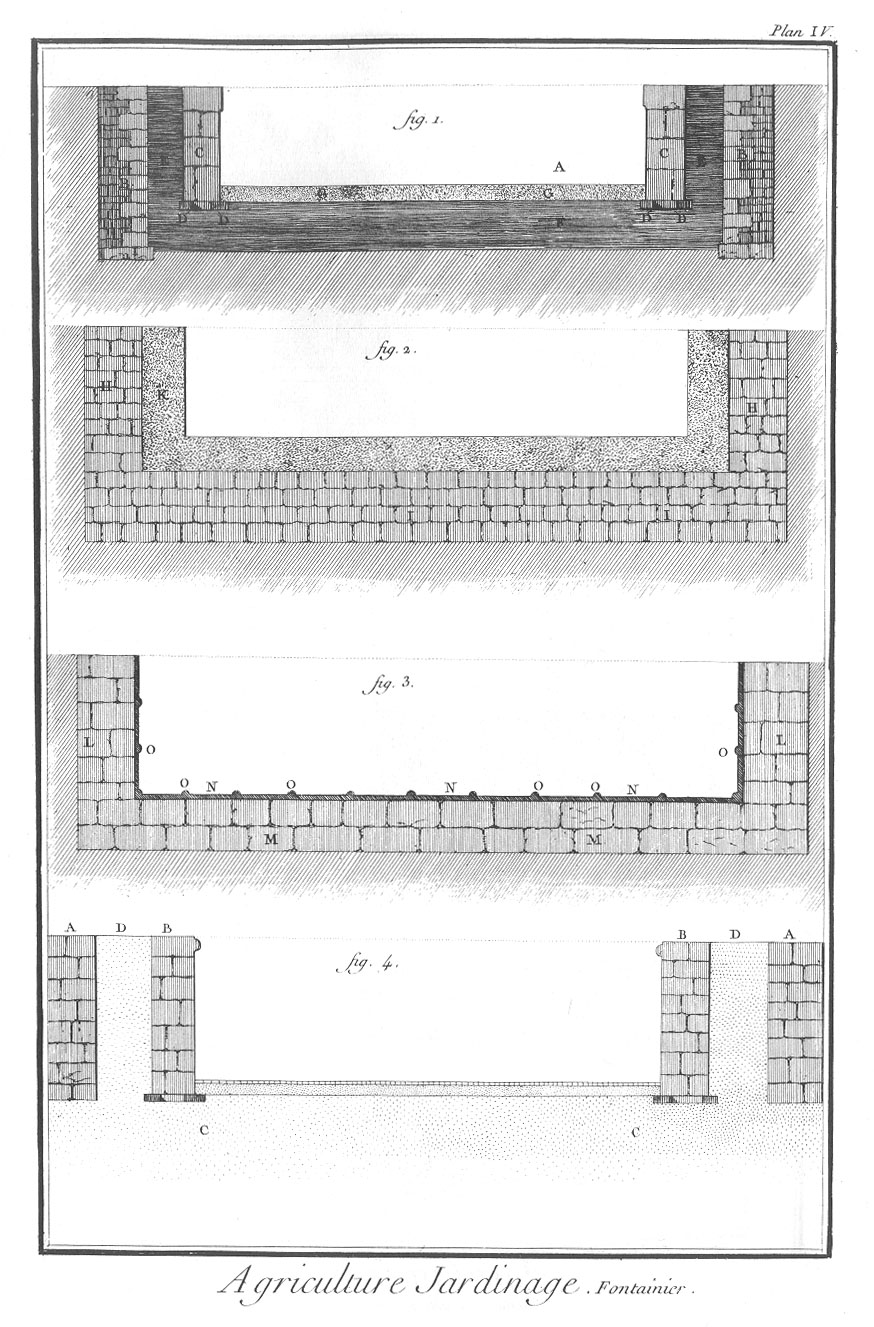 Plan IV.
fig. 1.
A
C C
B
G G
D D D B
fig. 2.
H K H
I I
fig. 3.
L L
O O
O N O N O O N
M M
A D B B D A
fig. 4.
C C
Agriculture Jardinage. Fontainier.